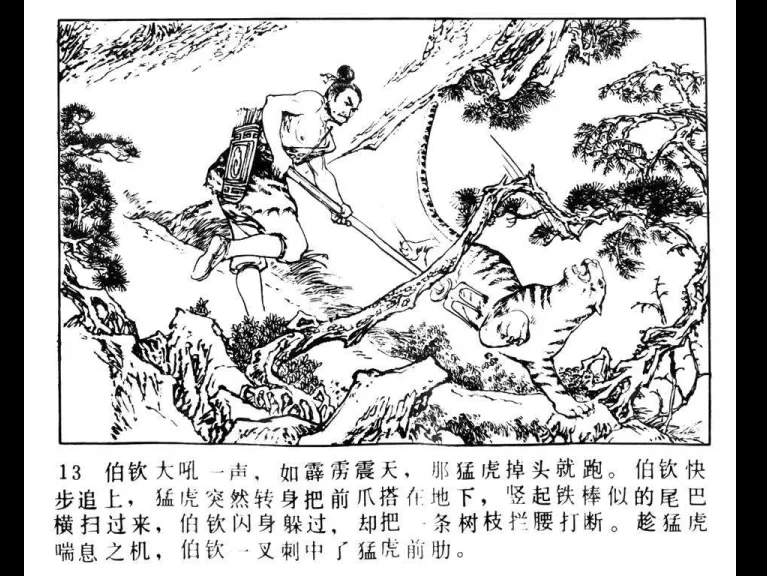 13 伯钦大吼一声，如霹雳震天，那猛虎掉头就跑。伯钦快
步追上，猛虎突然转身把前爪搭在地下，竖起铁棒似的尾巴
横扫过来，伯钦闪身躲过，却把一条树枝拦腰打断。趁猛虎
喘息之机，伯钦一叉刺中了猛虎前肋。